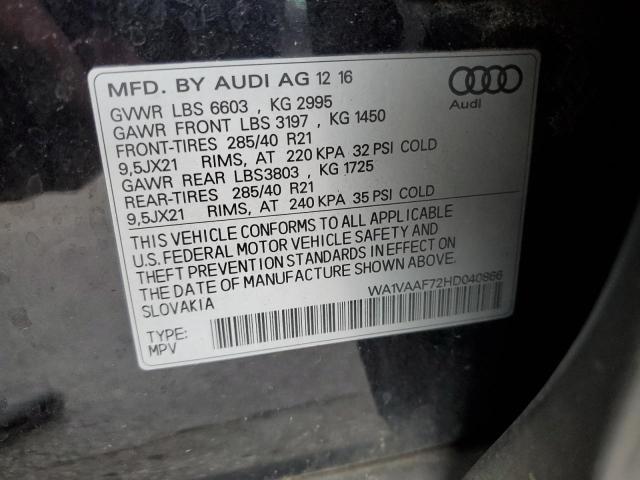 MFD. BY AUDI AG 12 16
Audi
GVWR LBS 6603 , KG 2995
GAWR FRONT LBS 3197 , KG 1450
FRONT-TIRES 285/40 R21
9,5JX21 RIMS, AT 220 KPA 32 PSI COLD
GAWR REAR LBS3803 , KG 1725
REAR-TIRES 285/40 R21
9,5JX21 RIMS, AT 240 KPA 35 PSI COLD
THIS VEHICLE CONFORMS TO ALL APPLICABLE
U.S. FEDERAL MOTOR VEHICLE SAFETY AND
THEFT PREVENTION STANDARDS IN EFFECT ON
THE DATE OF MANUFACTURE SHOWN ABOVE.
SLOVAKIA
WA1VAAF72HD040866
TYPE:
MPV